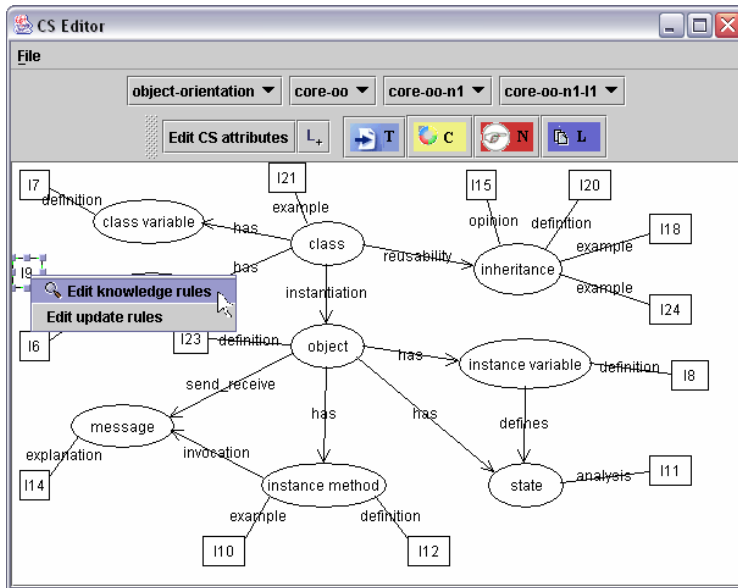 CS Editor
File
object-orientation core-oo core-oo-n1 core-oo-n1-l1
Edit CS attributes L+ T C N L
I7 I21 I15 I20
definition example opinion definition I18
class variable has class reusability inheritance example
I9 has example
Edit knowledge rules instantiation I24
Edit update rules
I6 I23 definition object has instance variable definition I8
send_receive
message has has defines
explanation invocation analysis I11
I14 instance method state
example definition
I10 I12